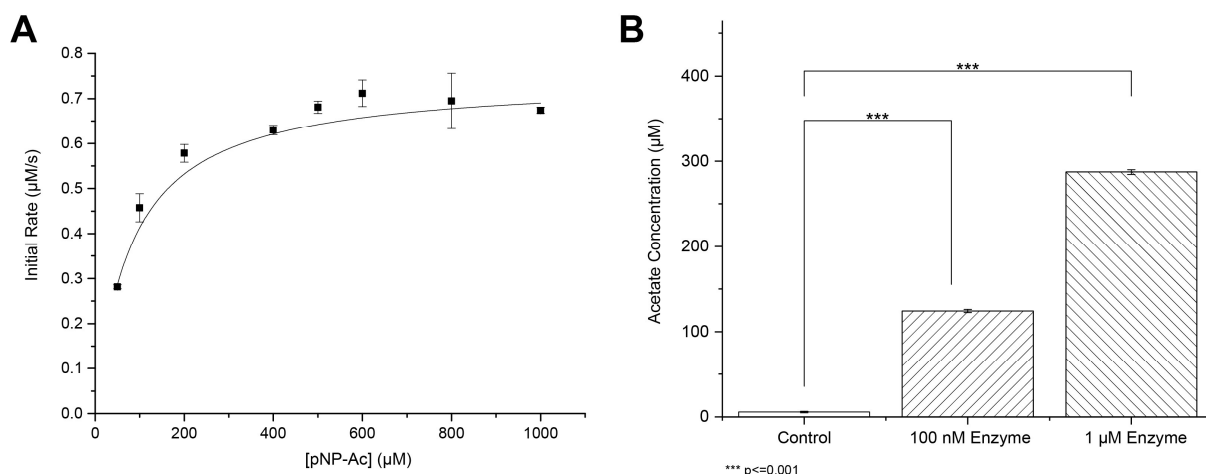 A
0.8
0.7
0.6
0.5
0.4
0.3
0.2
0.1
0.0
Initial Rate (µM/s)
0
200
400
600
800
1000
[pNP-Ac] (µM)
B
400
300
200
100
0
Acetate Concentration (µM)
***
***
Control
100 nM Enzyme
1 µM Enzyme
*** p<=0.001